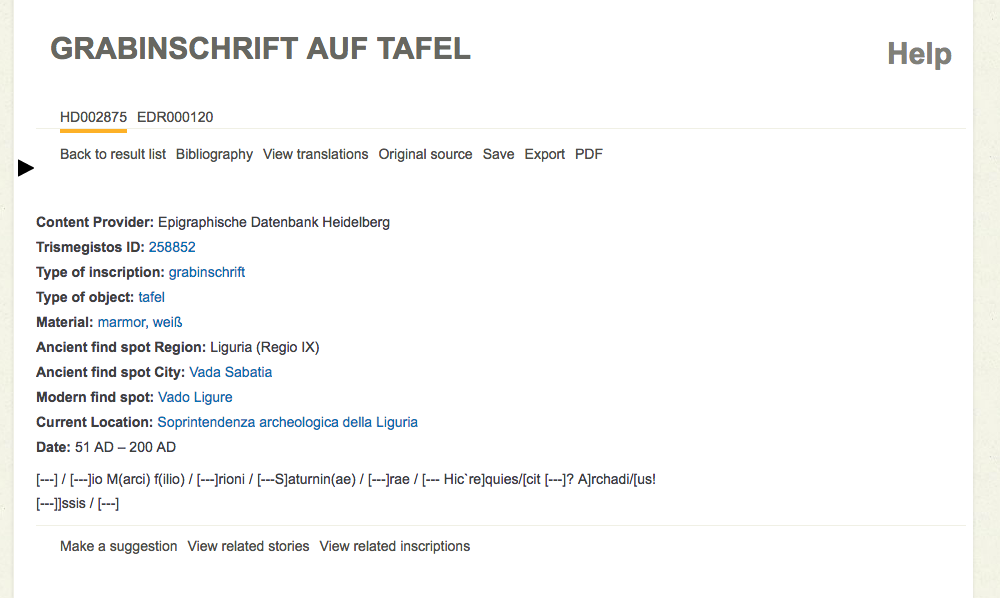 GRABINSCHRIFT AUF TAFEL
Help
HD002875 EDR000120
Back to result list Bibliography View translations Original source Save Export PDF
Content Provider: Epigraphische Datenbank Heidelberg
Trismegistos ID: 258852
Type of inscription: grabinschrift
Type of object: tafel
Material: marmor, weiß
Ancient find spot Region: Liguria (Regio IX)
Ancient find spot City: Vada Sabatia
Modern find spot: Vado Ligure
Current Location: Soprintendenza archeologica della Liguria
Date: 51 AD – 200 AD
[---] / [---]io M(arci) f(ilio) / [---]rioni / [---S]aturnin(ae) / [---]rae / [--- Hic`re]quies/[cit [---]? A]rchadi/[us!
[---]]ssis / [---]
Make a suggestion View related stories View related inscriptions